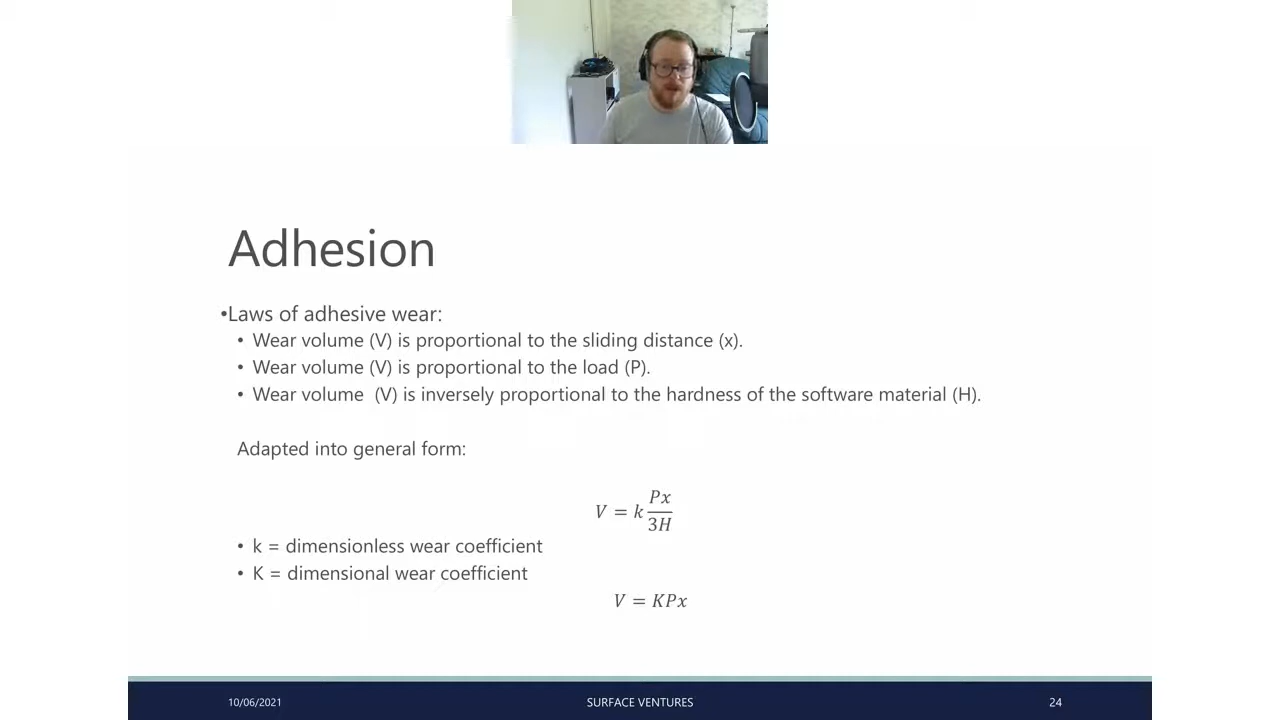 Adhesion
•Laws of adhesive wear:
• Wear volume (V) is proportional to the sliding distance (x).
• Wear volume (V) is proportional to the load (P).
• Wear volume (V) is inversely proportional to the hardness of the software material (H).
Adapted into general form:
V = k Px/3H
• k = dimensionless wear coefficient
• K = dimensional wear coefficient
V = KPx
10/06/2021 SURFACE VENTURES 24